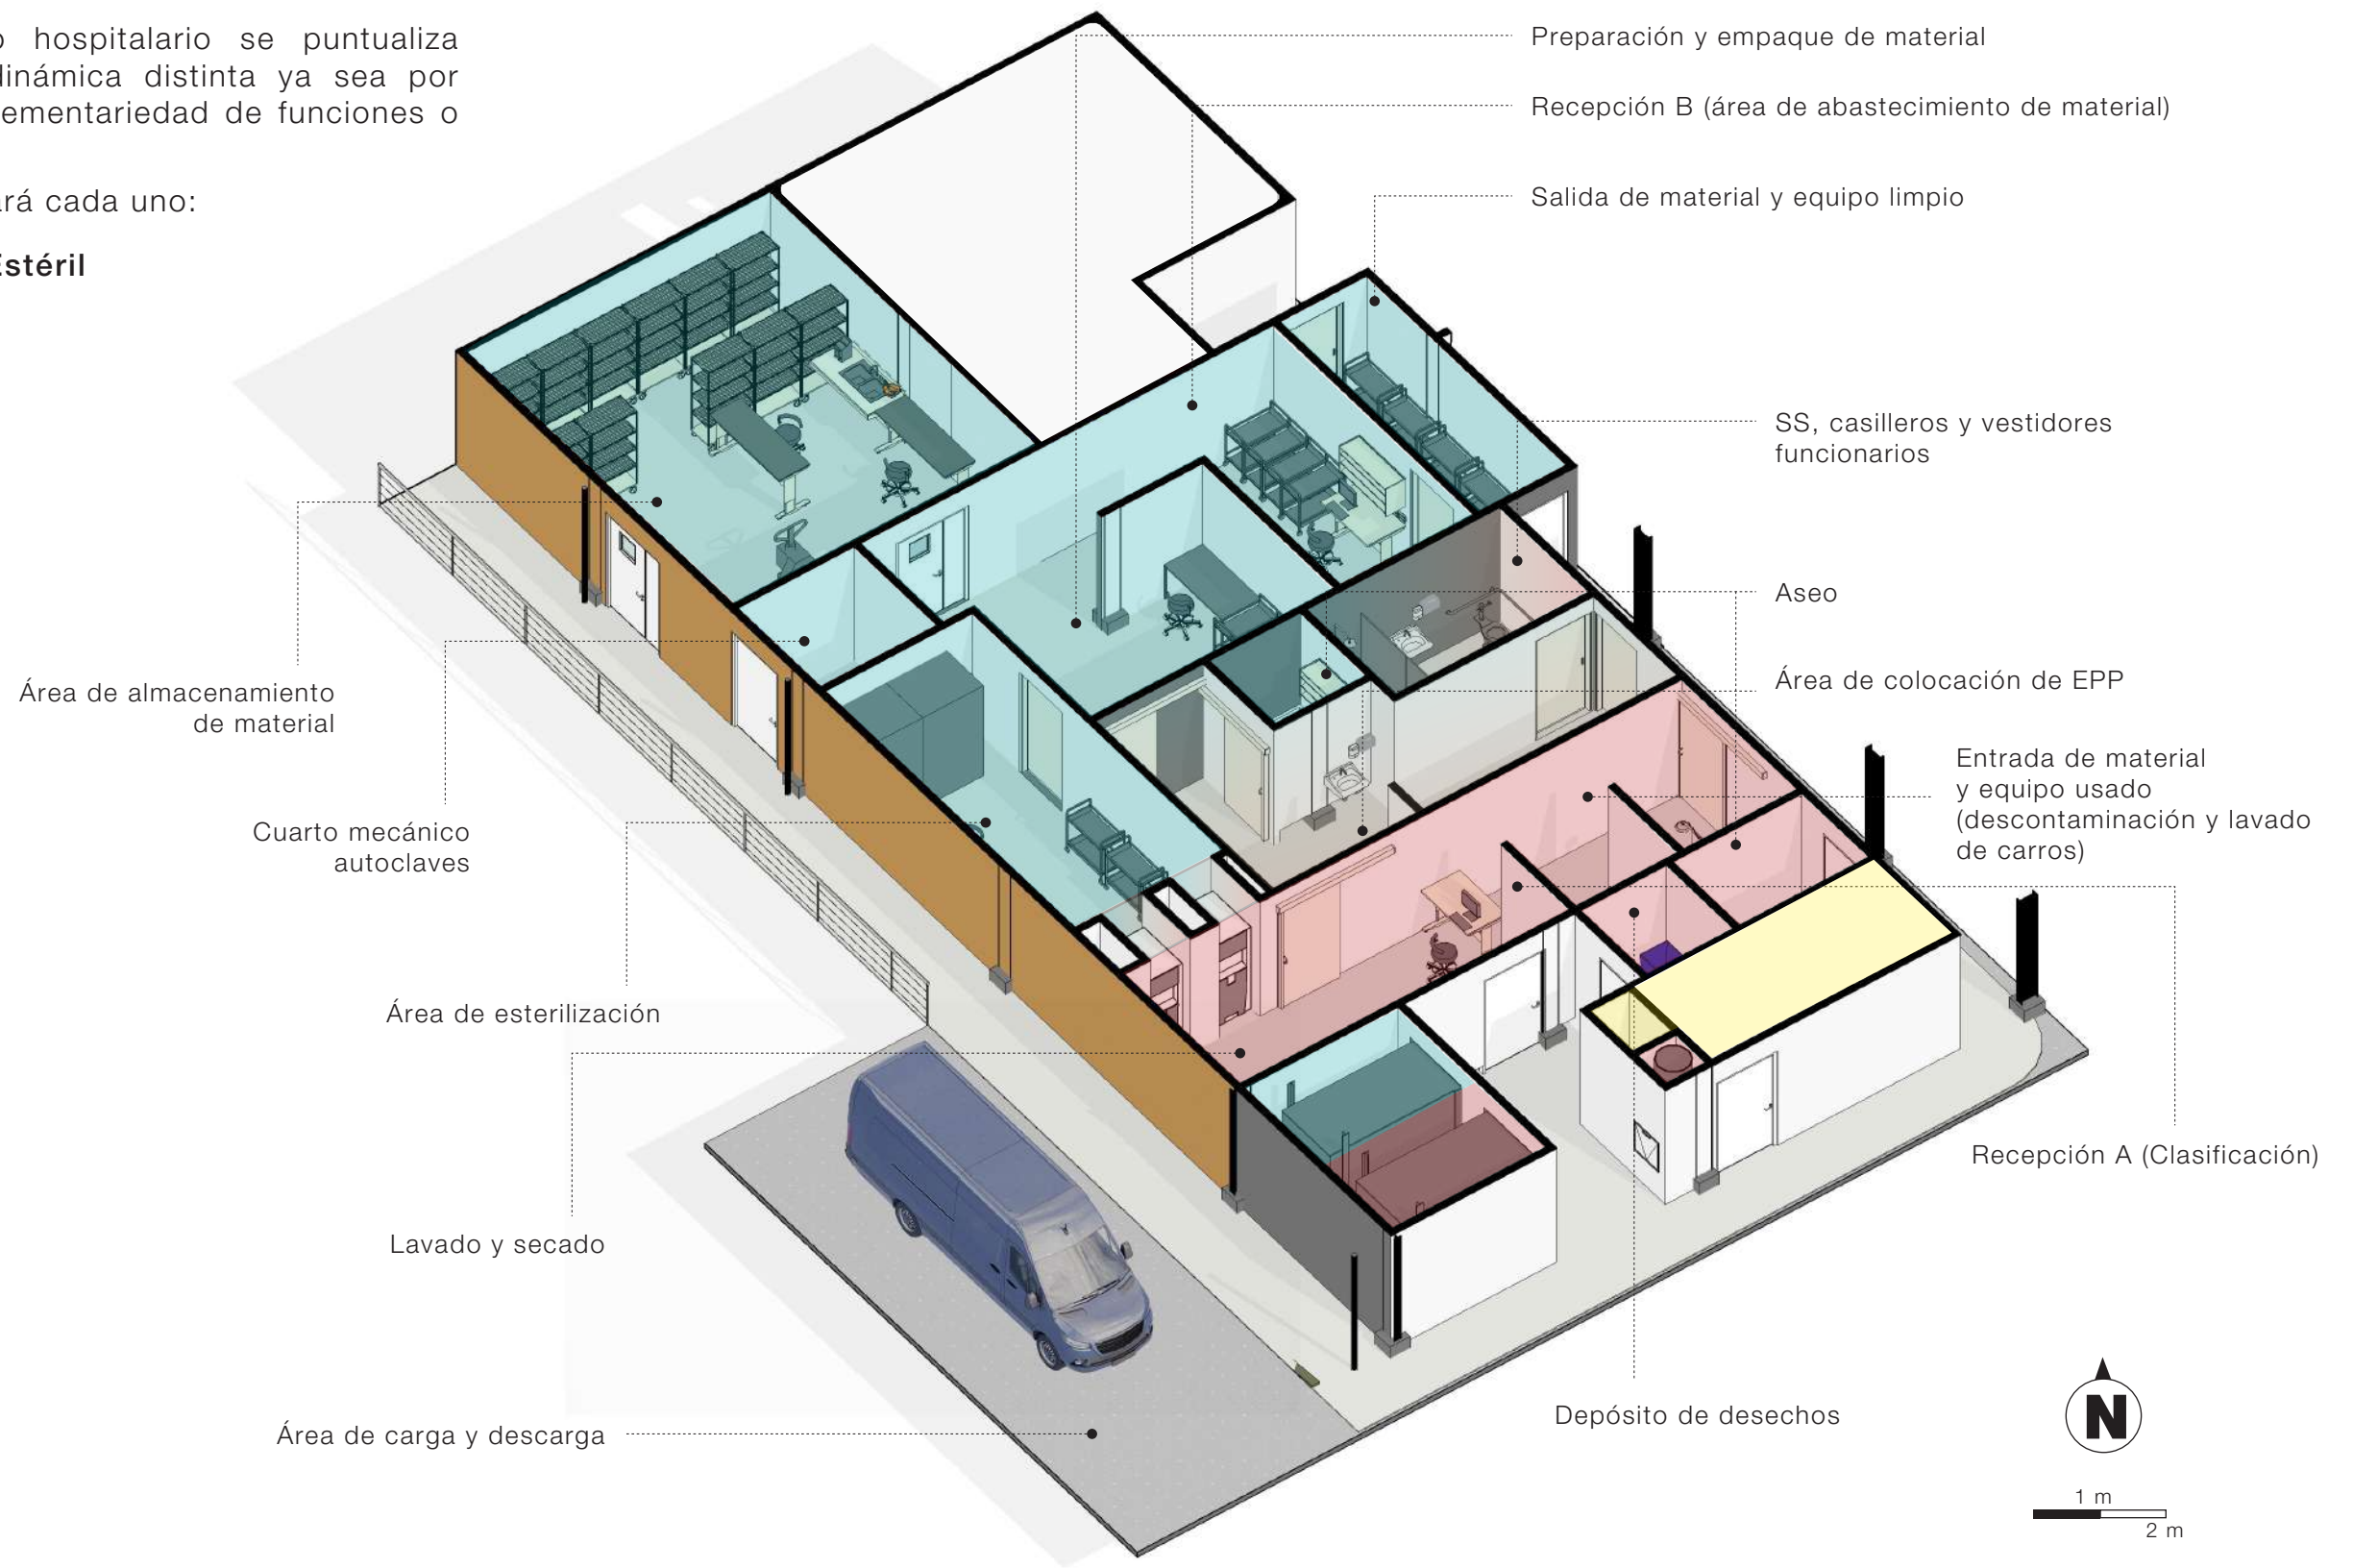 hospitalario se puntualiza
dinámica distinta ya sea por
ementariedad de funciones o
ará cada uno:
Estéril
Preparación y empaque de material
Recepción B (área de abastecimiento de material)
Salida de material y equipo limpio
SS, casilleros y vestidores
funcionarios
Aseo
Área de colocación de EPP
Entrada de material
y equipo usado
(descontaminación y lavado
de carros)
Recepción A (Clasificación)
Depósito de desechos
Área de almacenamiento
de material
Cuarto mecánico
autoclaves
Área de esterilización
Lavado y secado
Área de carga y descarga
N
1 m
2 m